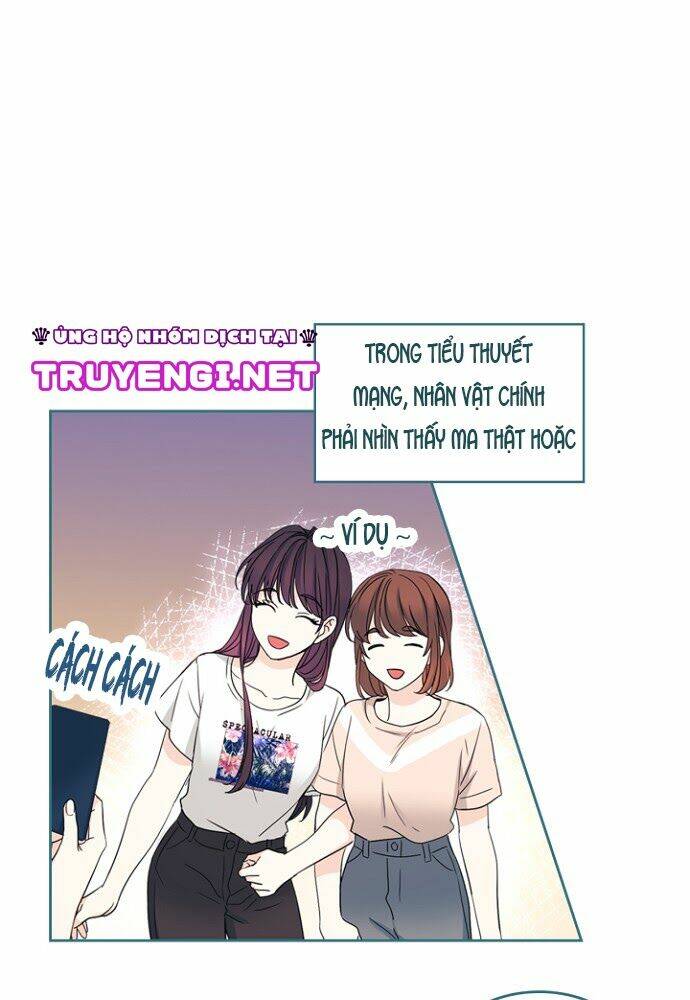 ỦNG HỘ NHÓM DỊCH TẠI
TRUYENGI.NET
TRONG TIỂU THUYẾT
MẠNG, NHÂN VẬT CHÍNH
PHẢI NHÌN THẤY MA THẬT HOẶC
~ VÍ DỤ ~
CÁCH CÁCH
SPECTACULAR